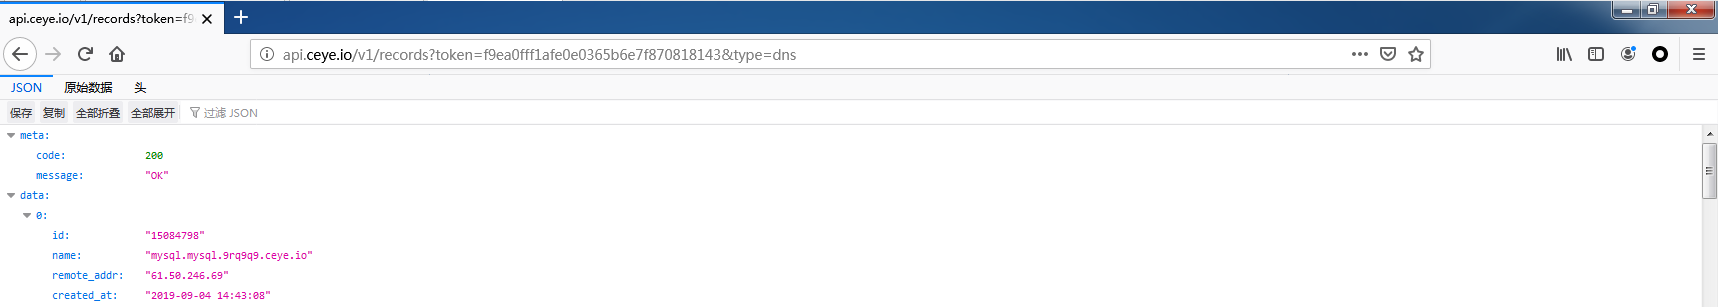 api.ceye.io/v1/records?token=f9
api.ceye.io/v1/records?token=f9ea0fff1afe0e0365b6e7f870818143&type=dns
JSON 原始数据 头
保存 复制 全部折叠 全部展开 过滤 JSON
meta:
code: 200
message: "OK"
data:
0:
id: "15084798"
name: "mysql.mysql.9rq9q9.ceye.io"
remote_addr: "61.50.246.69"
created_at: "2019-09-04 14:43:08"